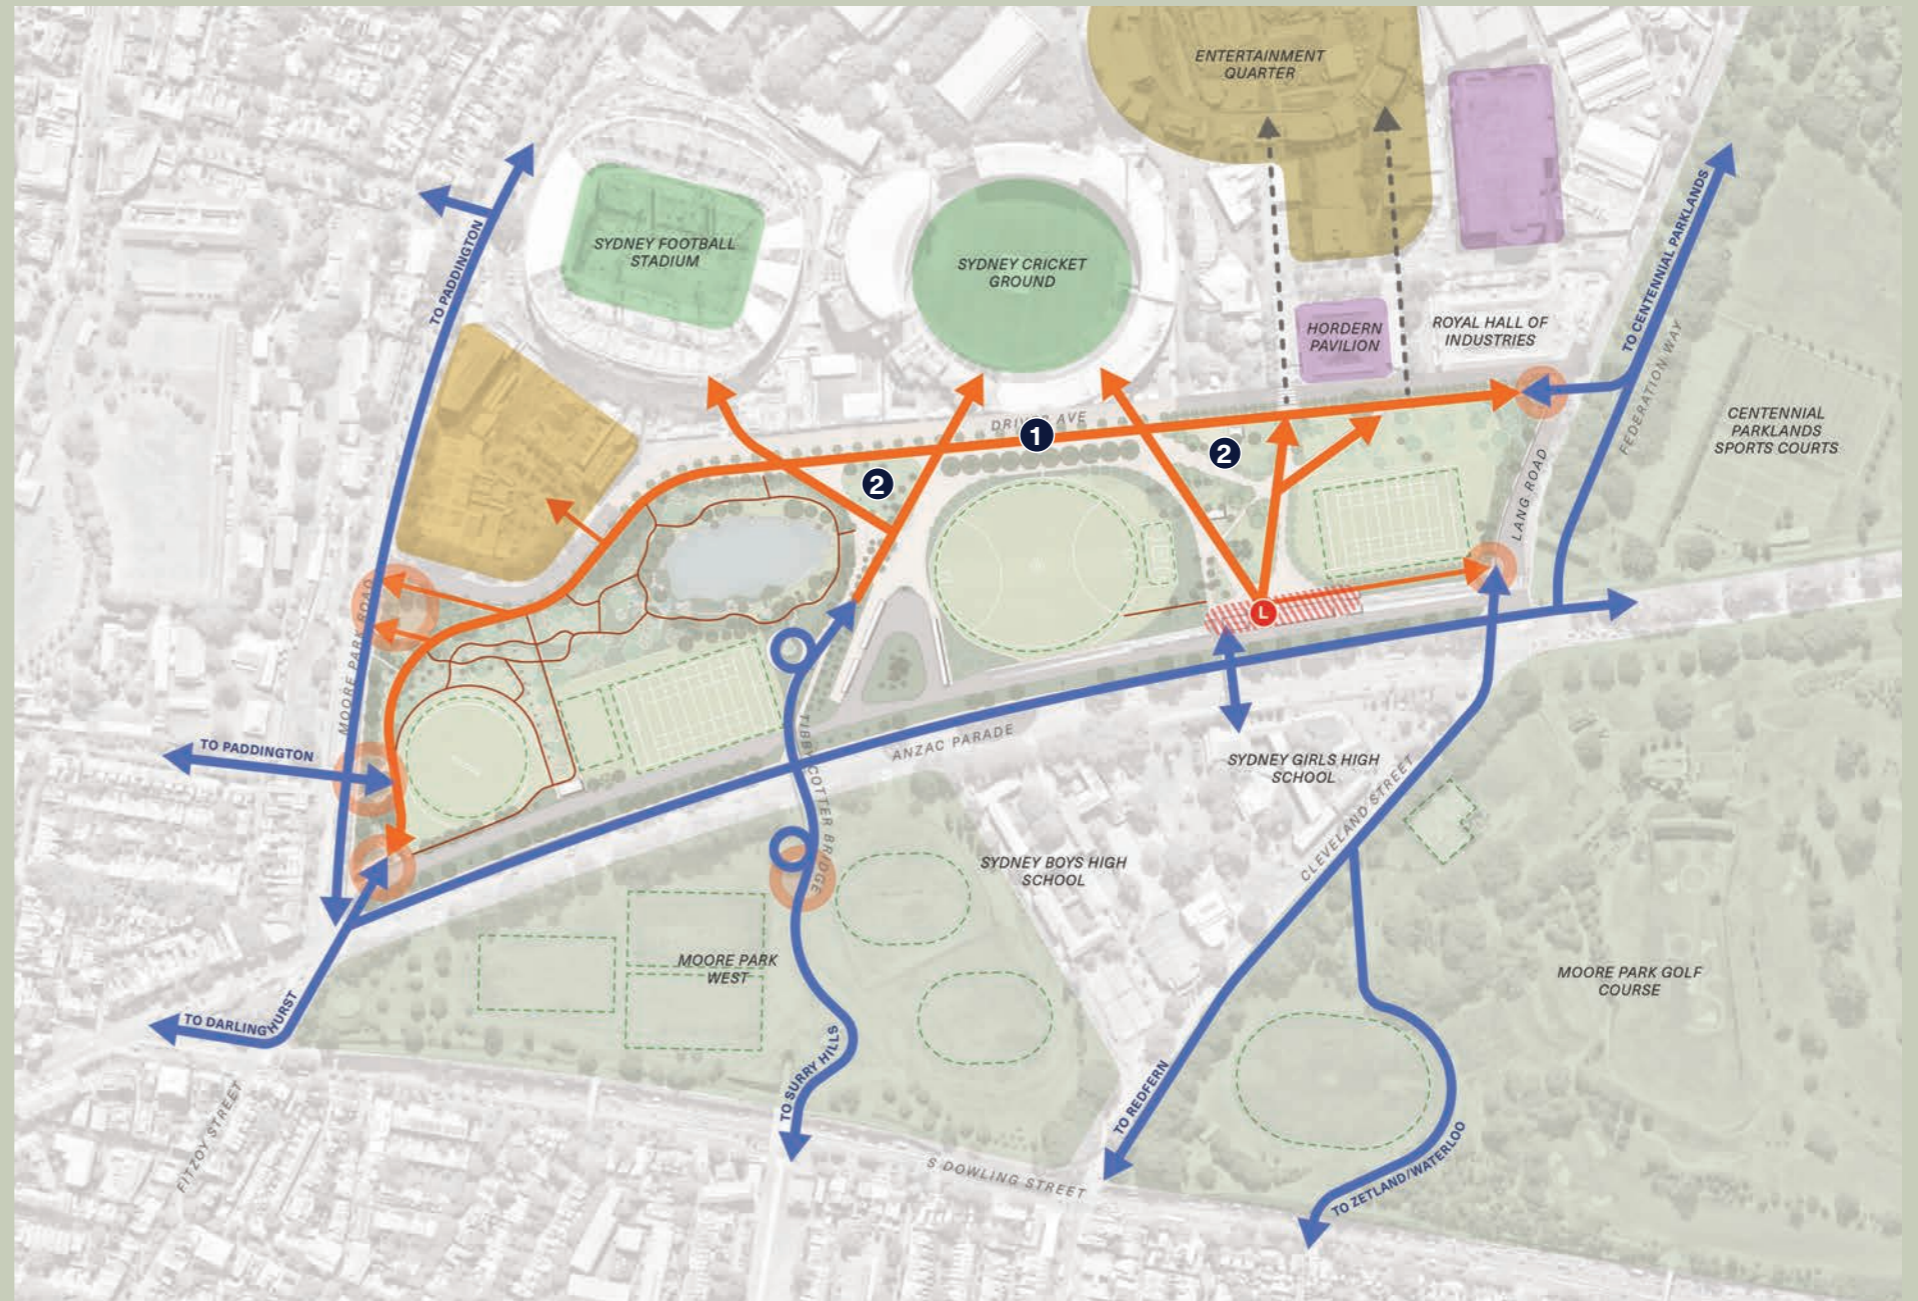 ENTERTAINMENT
QUARTER
SYDNEY FOOTBALL
STADIUM
SYDNEY CRICKET
GROUND
HORDERN
PAVILION
ROYAL HALL OF
INDUSTRIES
TO CENTENNIAL PARKLANDS
FEDERATION WAY
CENTENNIAL
PARKLANDS
SPORTS COURTS
TO PADDINGTON
DRIVER AVE
1
2
2
LANG ROAD
L
MOORE PARK ROAD
TO PADDINGTON
TIBBY COTTER BRIDGE
ANZAC PARADE
SYDNEY GIRLS HIGH
SCHOOL
CLEVELAND STREET
SYDNEY BOYS HIGH
SCHOOL
MOORE PARK
WEST
MOORE PARK GOLF
COURSE
TO DARLINGHURST
TO SURRY HILLS
TO REDFERN
FITZOY STREET
S DOWLING STREET
TO ZETLAND/WATERLOO